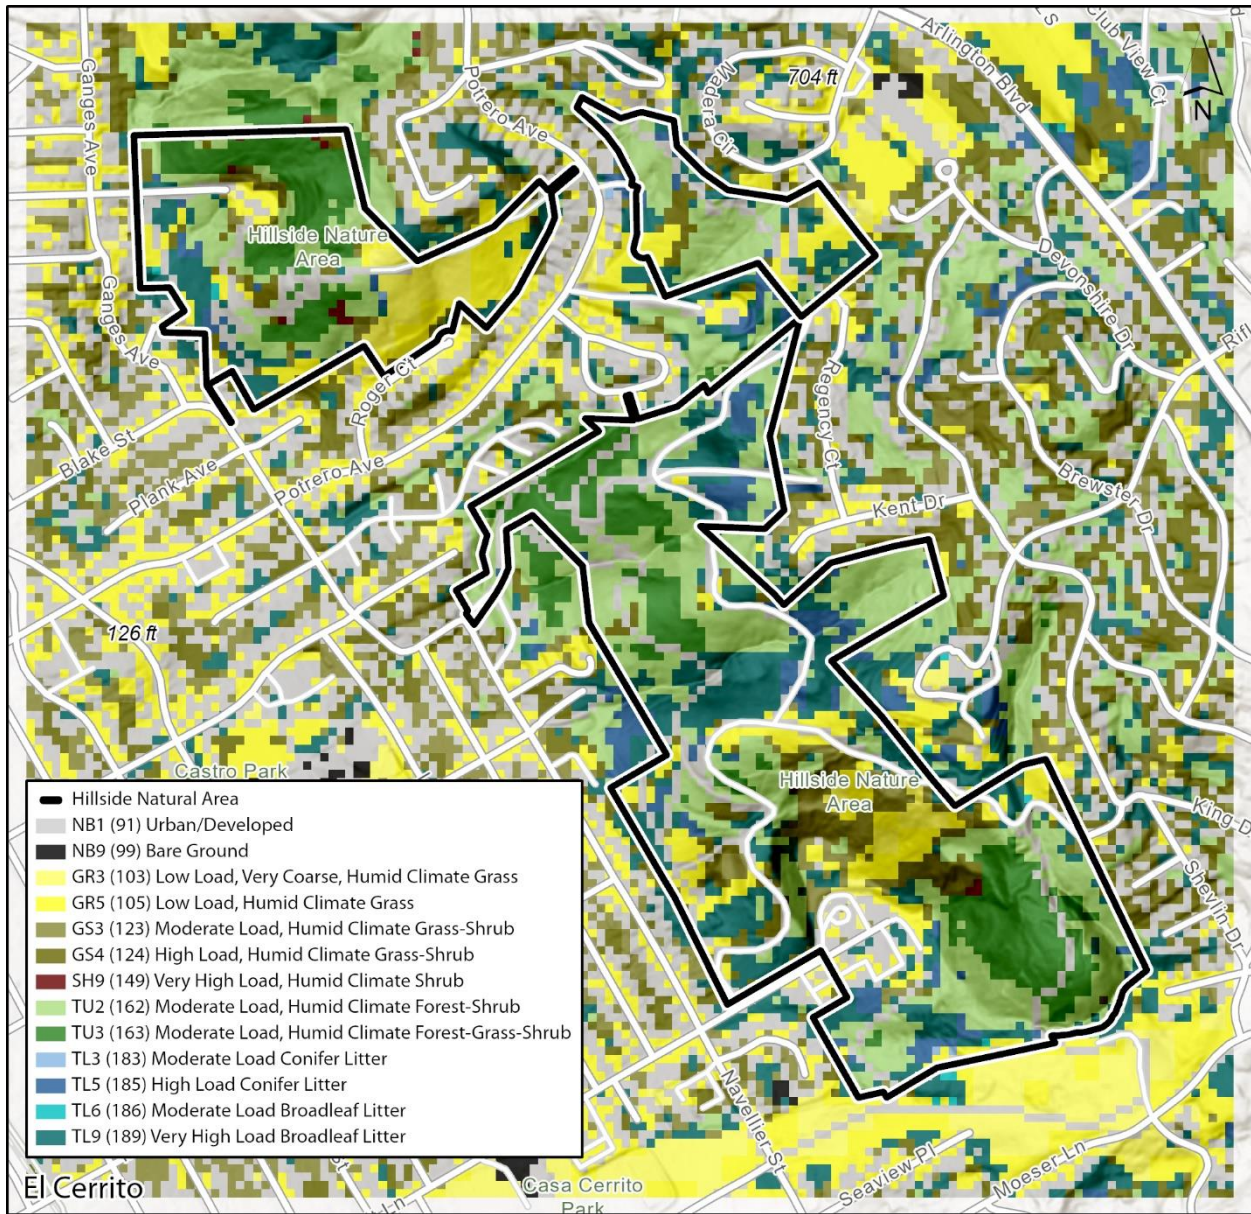 Ganges Ave
Potrero Ave
Madera Cir
704 ft
Arlington Blvd
Club View Ct
N
Hillside Nature
Area
Devonshire Dr
Ganges Ave
Roger Ct
Regency Ct
Blake St
Plank Ave
Potrero Ave
Kent Dr
Brewster Dr
126 ft
Castro Park
Hillside Nature
Area
King D
Shevlin Dr
Hillside Natural Area
NB1 (91) Urban/Developed
NB9 (99) Bare Ground
GR3 (103) Low Load, Very Coarse, Humid Climate Grass
GR5 (105) Low Load, Humid Climate Grass
GS3 (123) Moderate Load, Humid Climate Grass-Shrub
GS4 (124) High Load, Humid Climate Grass-Shrub
SH9 (149) Very High Load, Humid Climate Shrub
TU2 (162) Moderate Load, Humid Climate Forest-Shrub
TU3 (163) Moderate Load, Humid Climate Forest-Grass-Shrub
TL3 (183) Moderate Load Conifer Litter
TL5 (185) High Load Conifer Litter
TL6 (186) Moderate Load Broadleaf Litter
TL9 (189) Very High Load Broadleaf Litter
Navellier St
Seaview Pl
Moeser Ln
El Cerrito
Ln
Casa Cerrito
Park